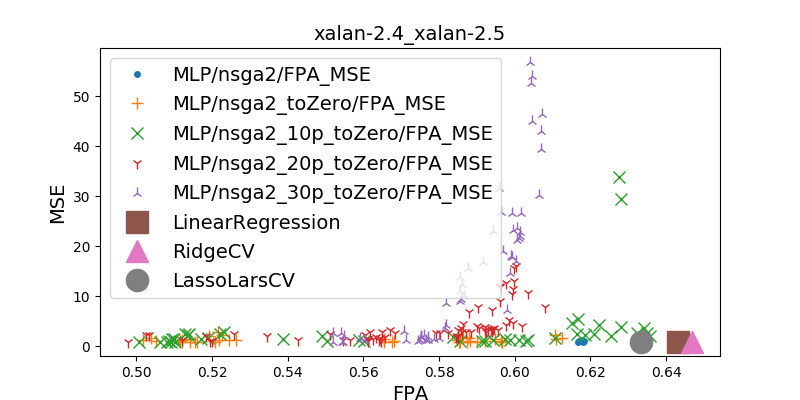 xalan-2.4_xalan-2.5
MLP/nsga2/FPA_MSE
MLP/nsga2_toZero/FPA_MSE
MLP/nsga2_10p_toZero/FPA_MSE
MLP/nsga2_20p_toZero/FPA_MSE
MLP/nsga2_30p_toZero/FPA_MSE
LinearRegression
RidgeCV
LassoLarsCV
MSE
50
40
30
20
10
0
0.50 0.52 0.54 0.56 0.58 0.60 0.62 0.64
FPA